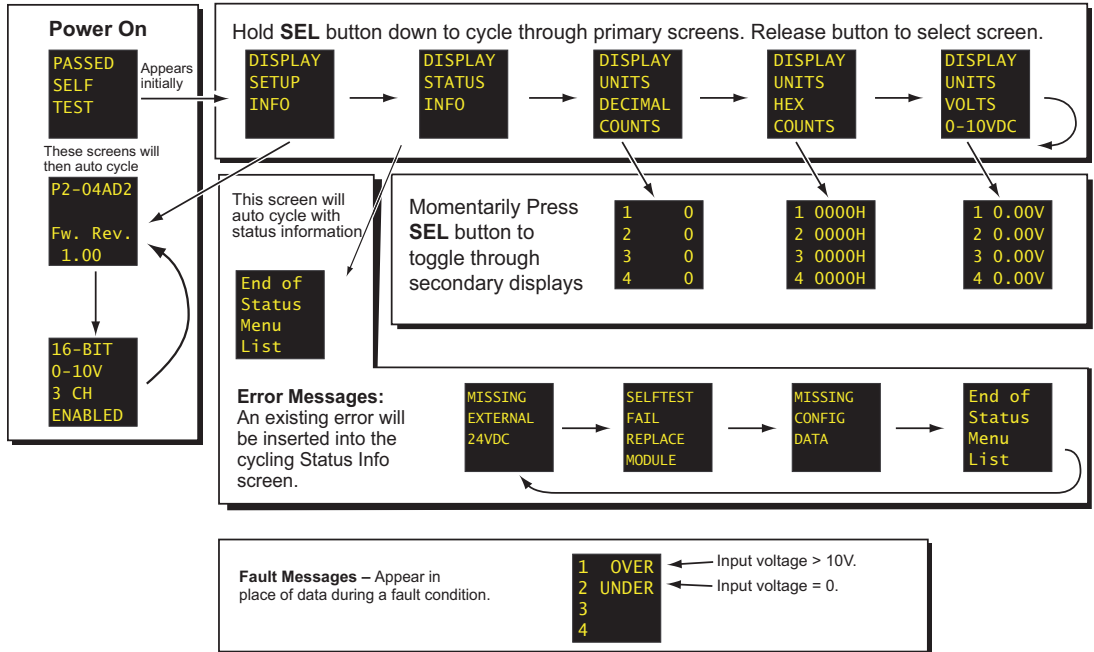 Power On
PASSED
SELF
TEST
Appears
initially
These screens will
then auto cycle
P2-04AD2
Fw. Rev.
1.00
16-BIT
0-10V
3 CH
ENABLED
Hold SEL button down to cycle through primary screens. Release button to select screen.
DISPLAY
SETUP
INFO
DISPLAY
STATUS
INFO
DISPLAY
UNITS
DECIMAL
COUNTS
DISPLAY
UNITS
HEX
COUNTS
DISPLAY
UNITS
VOLTS
0-10VDC
This screen will
auto cycle with
status information
End of
Status
Menu
List
Momentarily Press
SEL button to
toggle through
secondary displays
1 0
2 0
3 0
4 0
1 0000H
2 0000H
3 0000H
4 0000H
1 0.00V
2 0.00V
3 0.00V
4 0.00V
Error Messages:
An existing error will
be inserted into the
cycling Status Info
screen.
MISSING
EXTERNAL
24VDC
SELFTEST
FAIL
REPLACE
MODULE
MISSING
CONFIG
DATA
End of
Status
Menu
List
Fault Messages – Appear in
place of data during a fault condition.
1 OVER
2 UNDER
3
4
Input voltage > 10V.
Input voltage = 0.